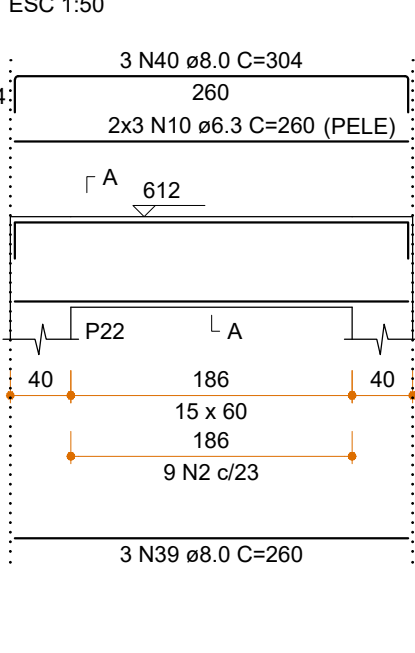 ESC 1:50
3 N40 ø8.0 C=304
260
2x3 N10 ø6.3 C=260 (PELE)
A
612
P22
A
40 186 40
15 x 60
186
9 N2 c/23
3 N39 ø8.0 C=260